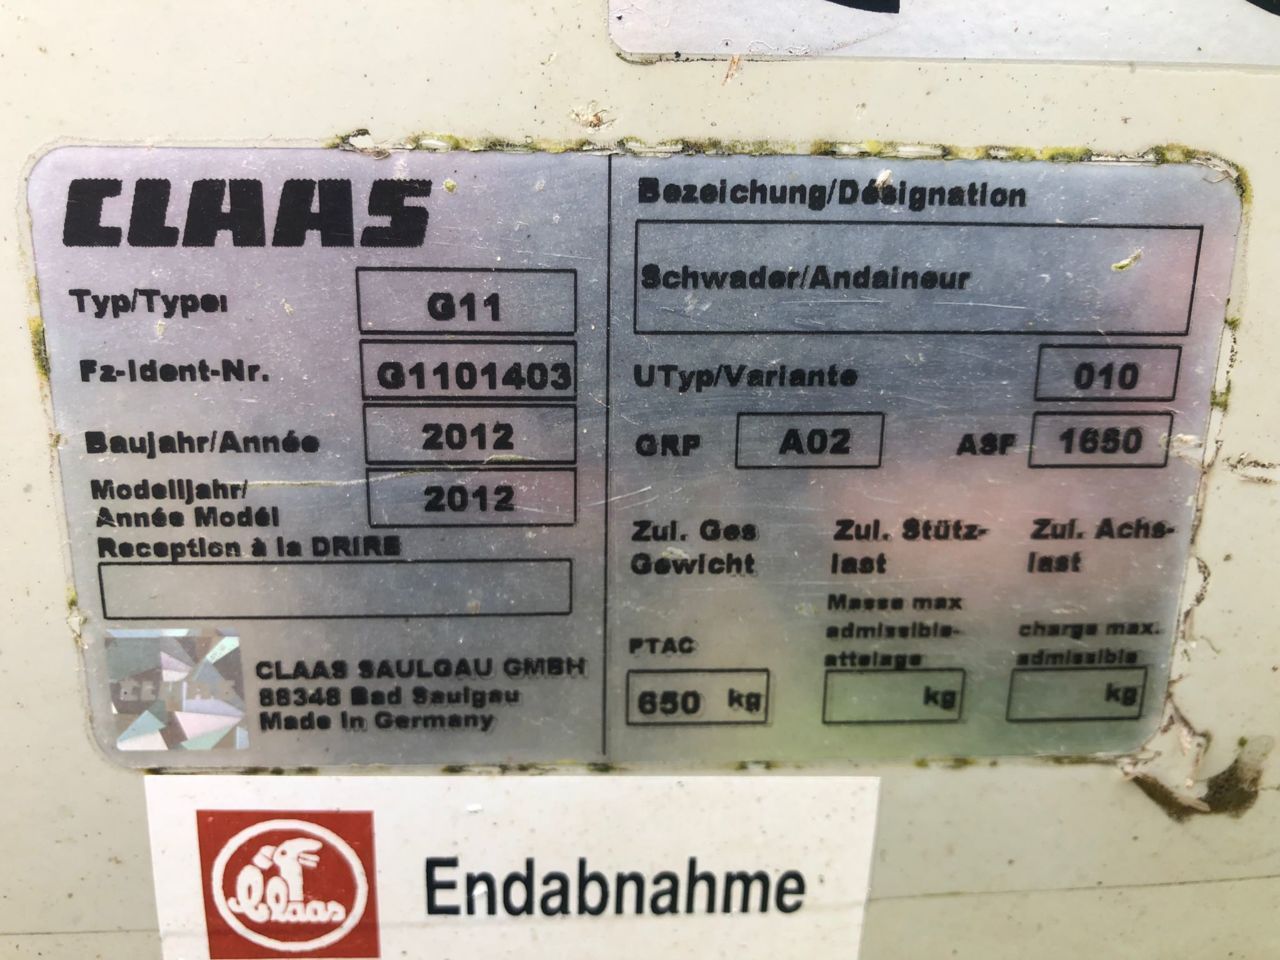 CLAAS
Typ/Type:
G11
Fz-Ident-Nr.
G1101403
Baujahr/Année
2012
Modelljahr/
Année Modél
2012
Reception à la DRIRE
CLAAS
CLAAS SAULGAU GMBH
88348 Bad Saulgau
Made in Germany
Bezeichung/Désignation
Schwader/Andaineur
UTyp/Variante
010
GRP
A02
ASF
1650
Zul. Ges
Gewicht
PTAC
650 kg
Zul. Stütz-
last
Masse max
admissible-
attelage
kg
Zul. Achs-
last
charge max.
admissible
kg
Claas
Endabnahme